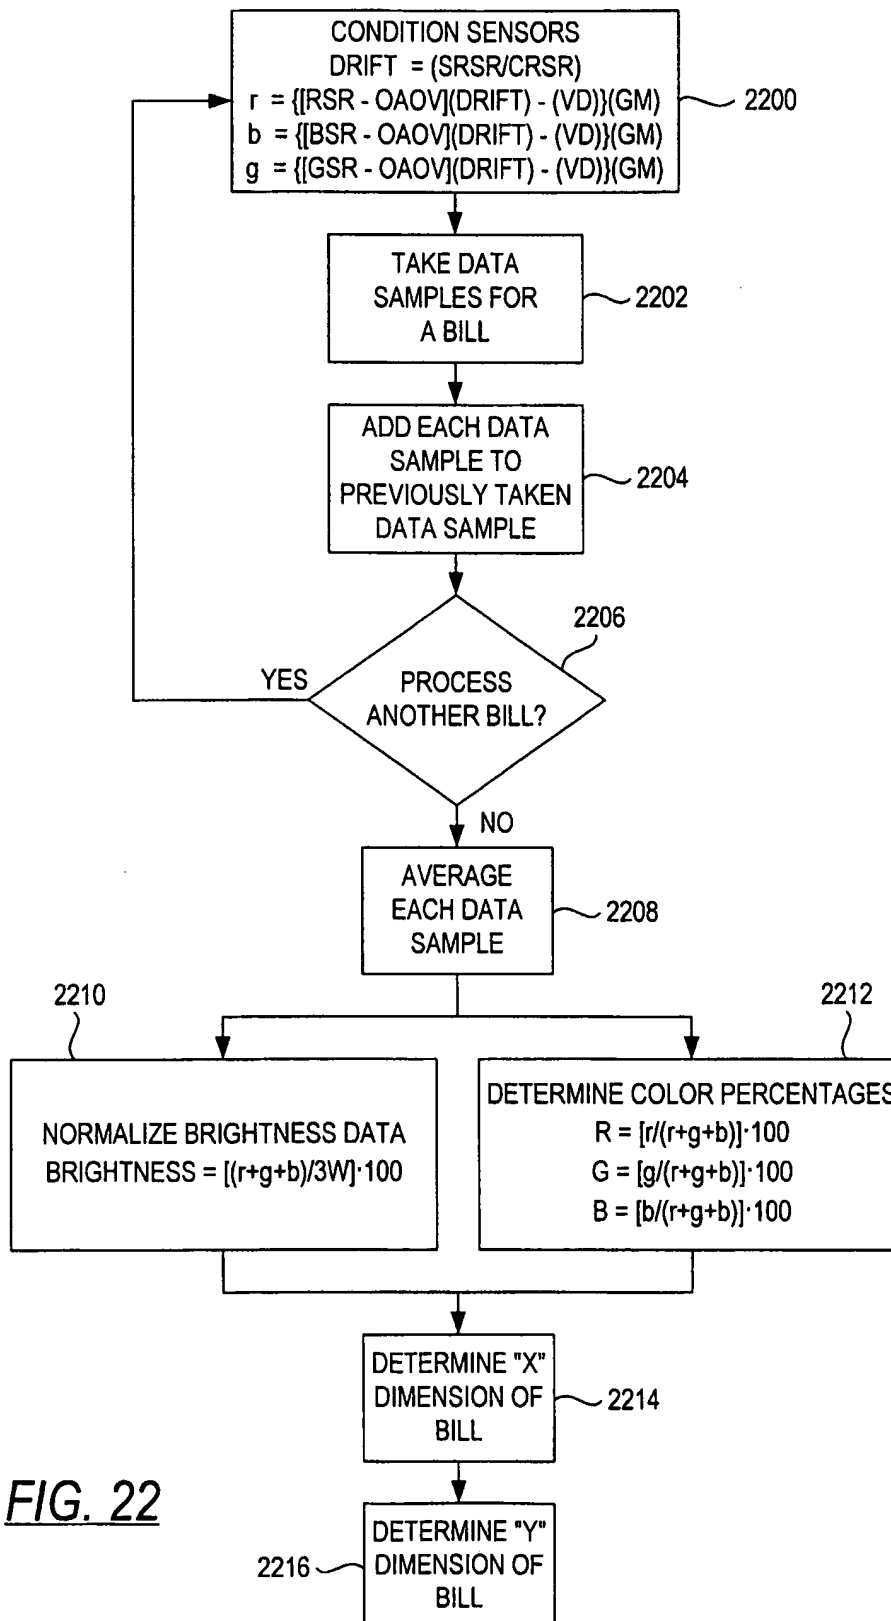 CONDITION SENSORS
DRIFT = (SRSR/CRSR)
r = {[RSR - OAOV](DRIFT) - (VD)}(GM)
b = {[BSR - OAOV](DRIFT) - (VD)}(GM)
g = {[GSR - OAOV](DRIFT) - (VD)}(GM)
2200
TAKE DATA
SAMPLES FOR
A BILL
2202
ADD EACH DATA
SAMPLE TO
PREVIOUSLY TAKEN
DATA SAMPLE
2204
2206
YES
PROCESS
ANOTHER BILL?
NO
AVERAGE
EACH DATA
SAMPLE
2208
2210
NORMALIZE BRIGHTNESS DATA
BRIGHTNESS = [(r+g+b)/3W]·100
2212
DETERMINE COLOR PERCENTAGES
R = [r/(r+g+b)]·100
G = [g/(r+g+b)]·100
B = [b/(r+g+b)]·100
DETERMINE "X"
DIMENSION OF
BILL
2214
FIG. 22
DETERMINE "Y"
DIMENSION OF
BILL
2216